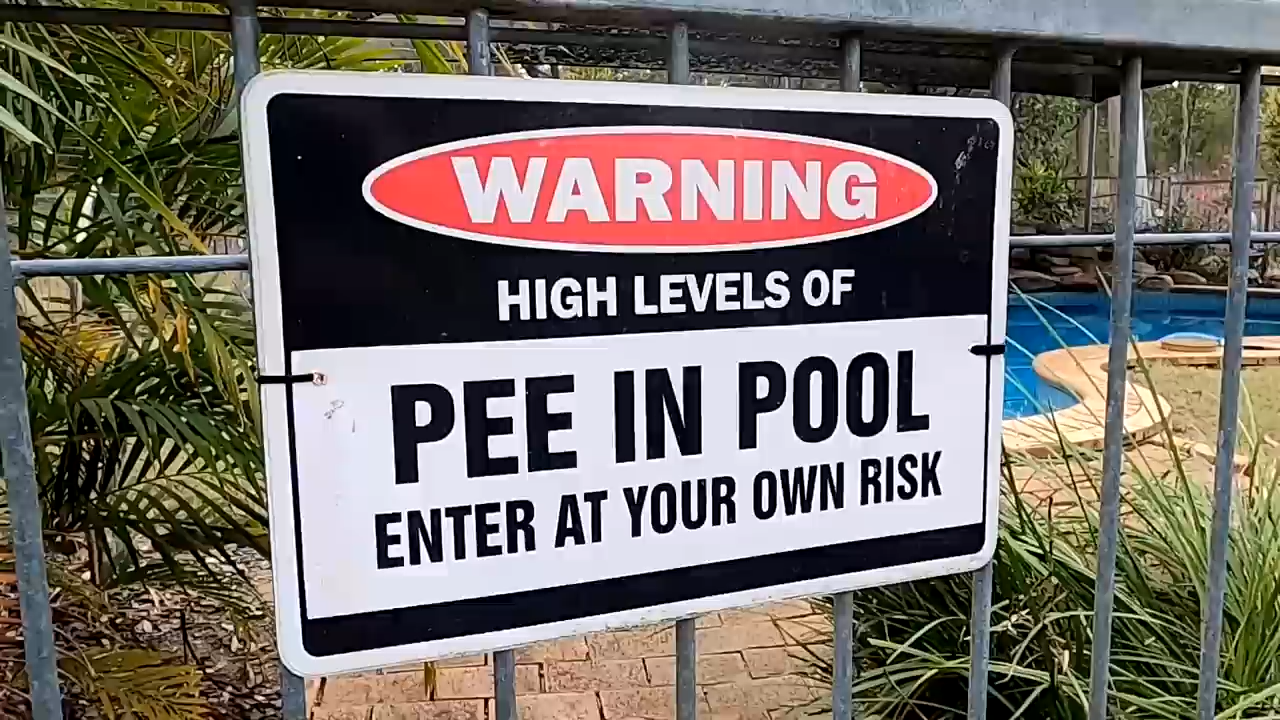 WARNING
HIGH LEVELS OF
PEE IN POOL
ENTER AT YOUR OWN RISK